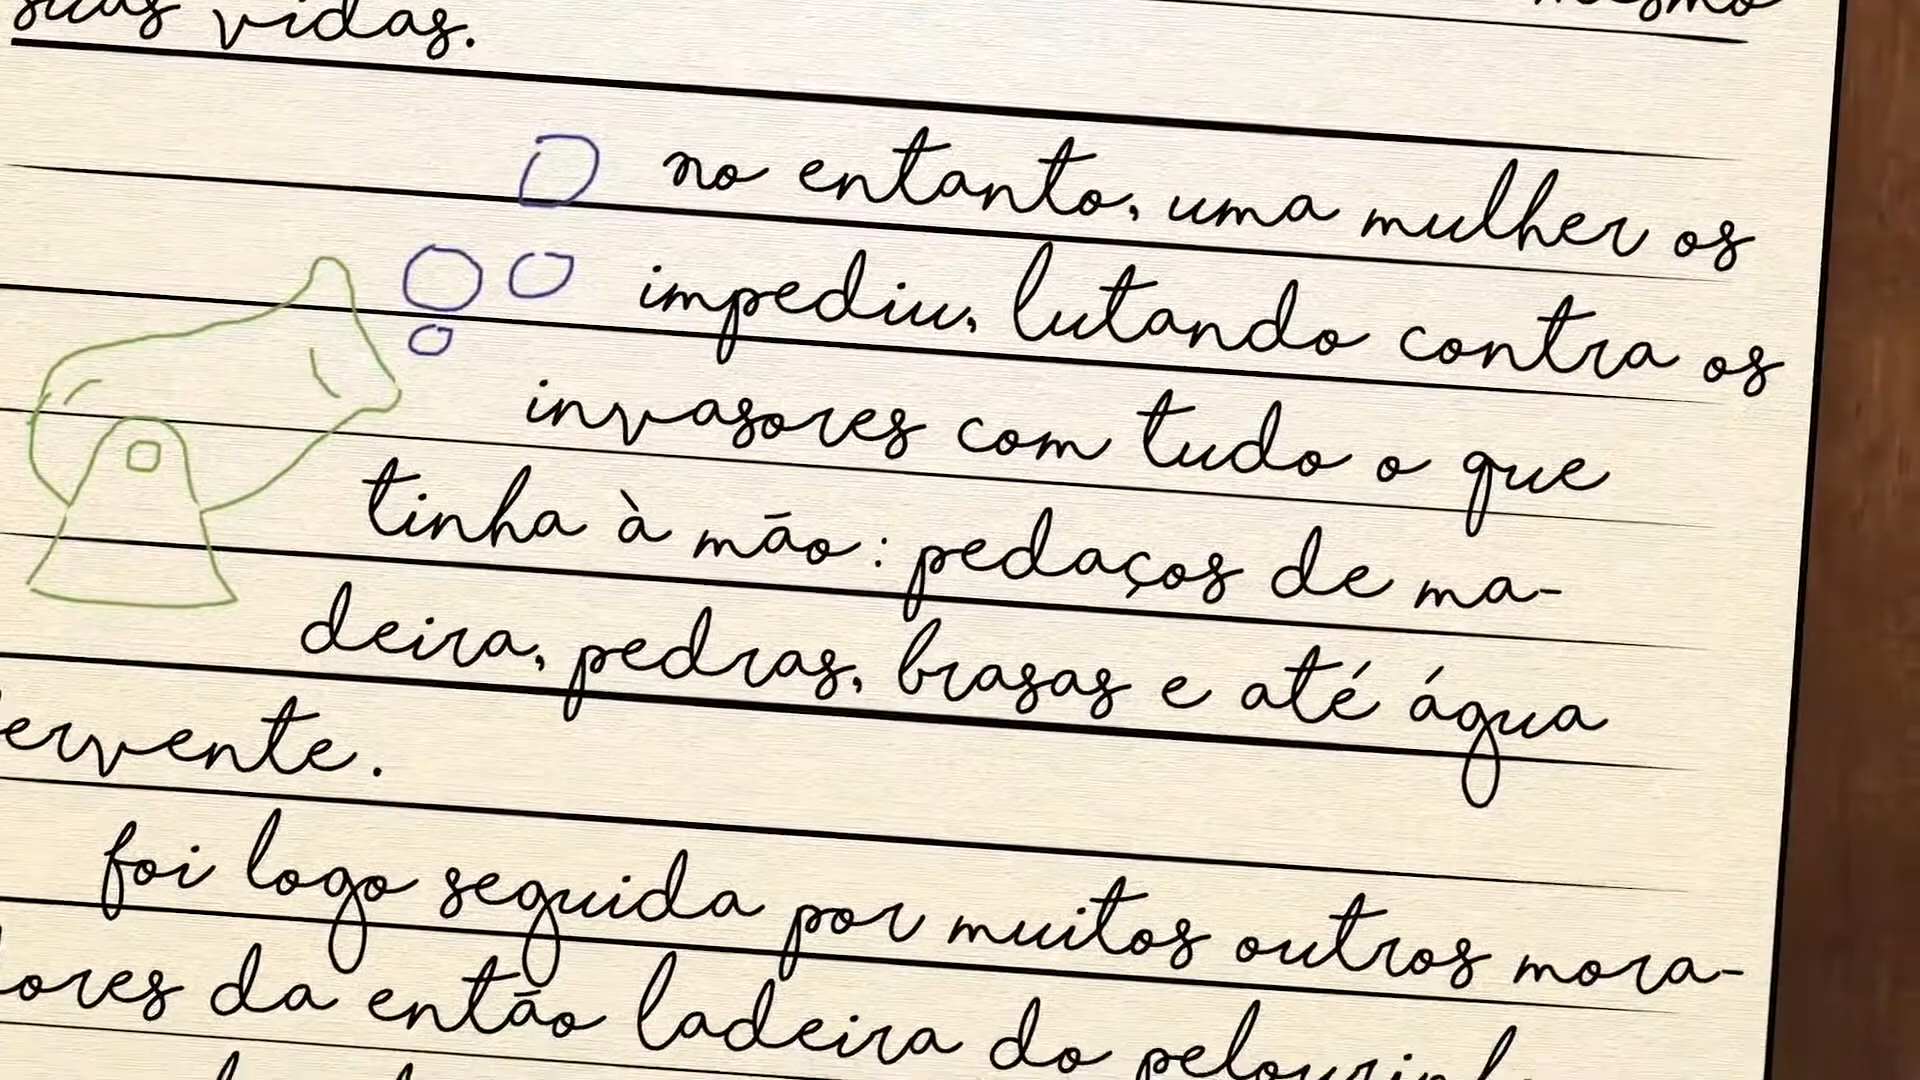 mesmo
suas vidas.
no entanto, uma mulher os
impediu, lutando contra os
invasores com tudo o que
tinha à mão: pedaços de ma-
deira, pedras, brasas e até água
fervente.
foi logo seguida por muitos outros mora-
dores da então ladeira do